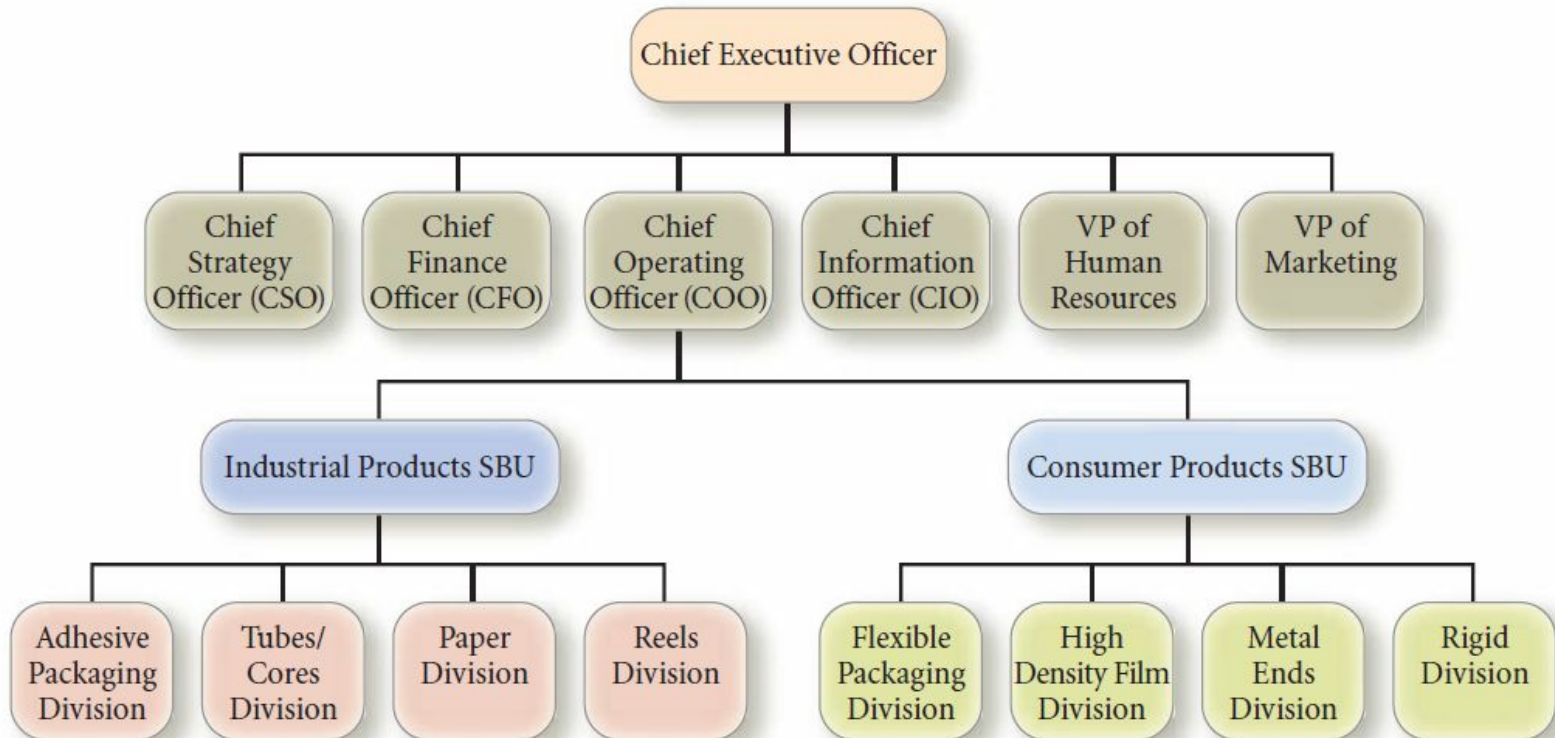 Chief Executive Officer
Chief
Strategy
Officer (CSO)
Chief
Finance
Officer (CFO)
Chief
Operating
Officer (COO)
Chief
Information
Officer (CIO)
VP of
Human
Resources
VP of
Marketing
Industrial Products SBU
Consumer Products SBU
Adhesive
Packaging
Division
Tubes/
Cores
Division
Paper
Division
Reels
Division
Flexible
Packaging
Division
High
Density Film
Division
Metal
Ends
Division
Rigid
Division